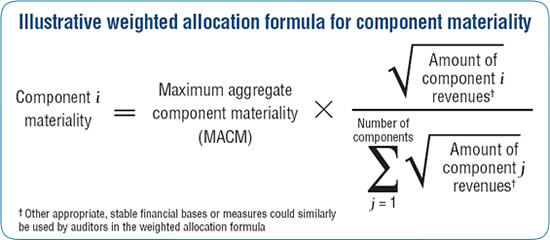 Illustrative weighted allocation formula for component materiality
Component i
materiality
=
Maximum aggregate
component materiality
(MACM)
×
√
Amount of
component i
revenues†
Number of
components
∑
j = 1
√
Amount of
component j
revenues†
† Other appropriate, stable financial bases or measures could similarly
be used by auditors in the weighted allocation formula